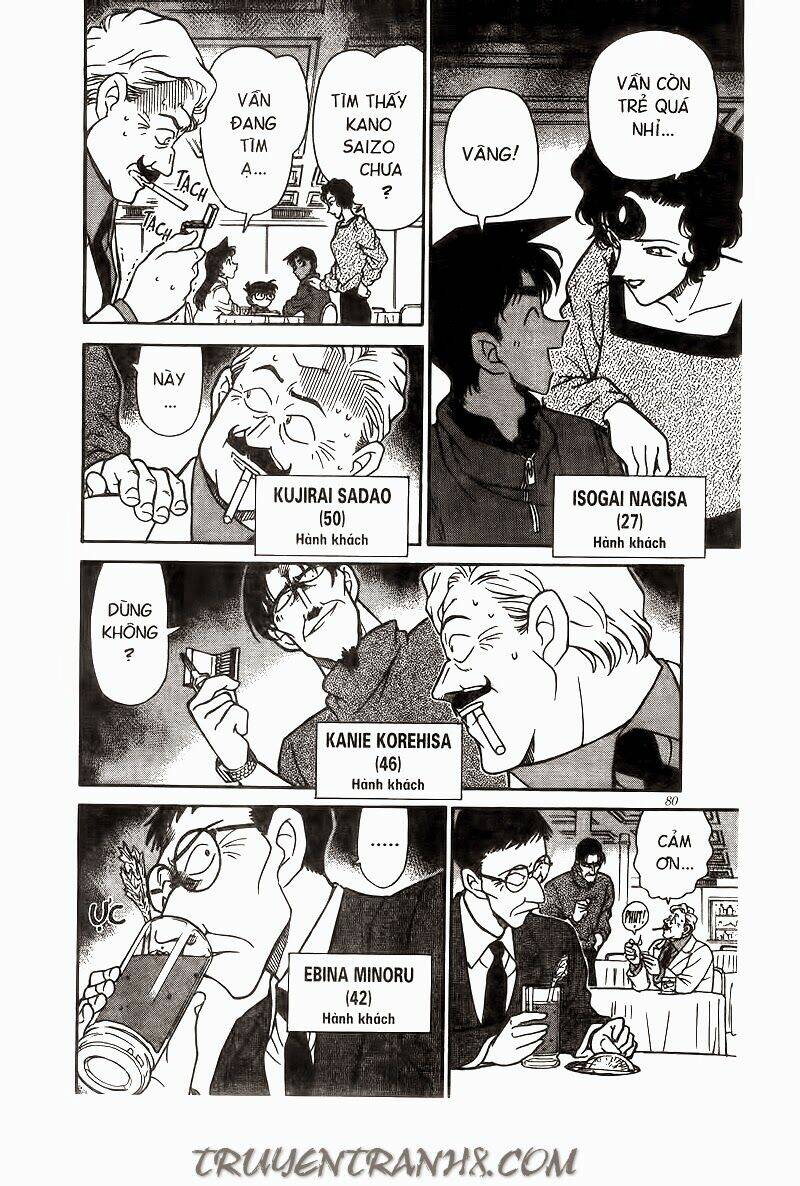 VẪN CÒN
TRẺ QUÁ
NHỈ...
VÂNG!
ISOGAI NAGISA
(27)
Hành khách
TÌM THẤY
KANO
SAIZO
CHƯA
?
VẪN
ĐANG
TÌM
Ạ...
TẠCH
TẠCH
NÀY
...
KUJIRAI SADAO
(50)
Hành khách
DÙNG
KHÔNG
?
KANIE KOREHISA
(46)
Hành khách
80
CẢM
ƠN...
PHỤT!
.....
ỰC
EBINA MINORU
(42)
Hành khách
TRUYENTRANH8.COM